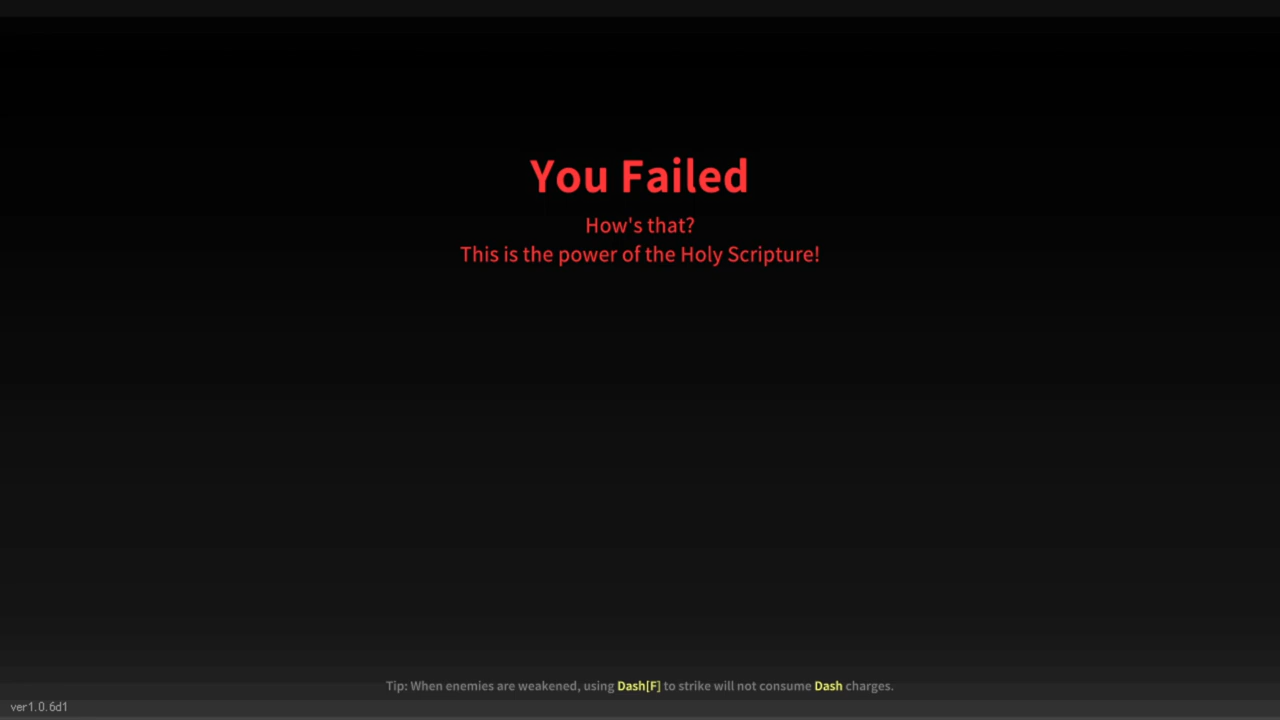 You Failed
How's that?
This is the power of the Holy Scripture!
Tip: When enemies are weakened, using Dash[F] to strike will not consume Dash charges.
ver1.0.6d1